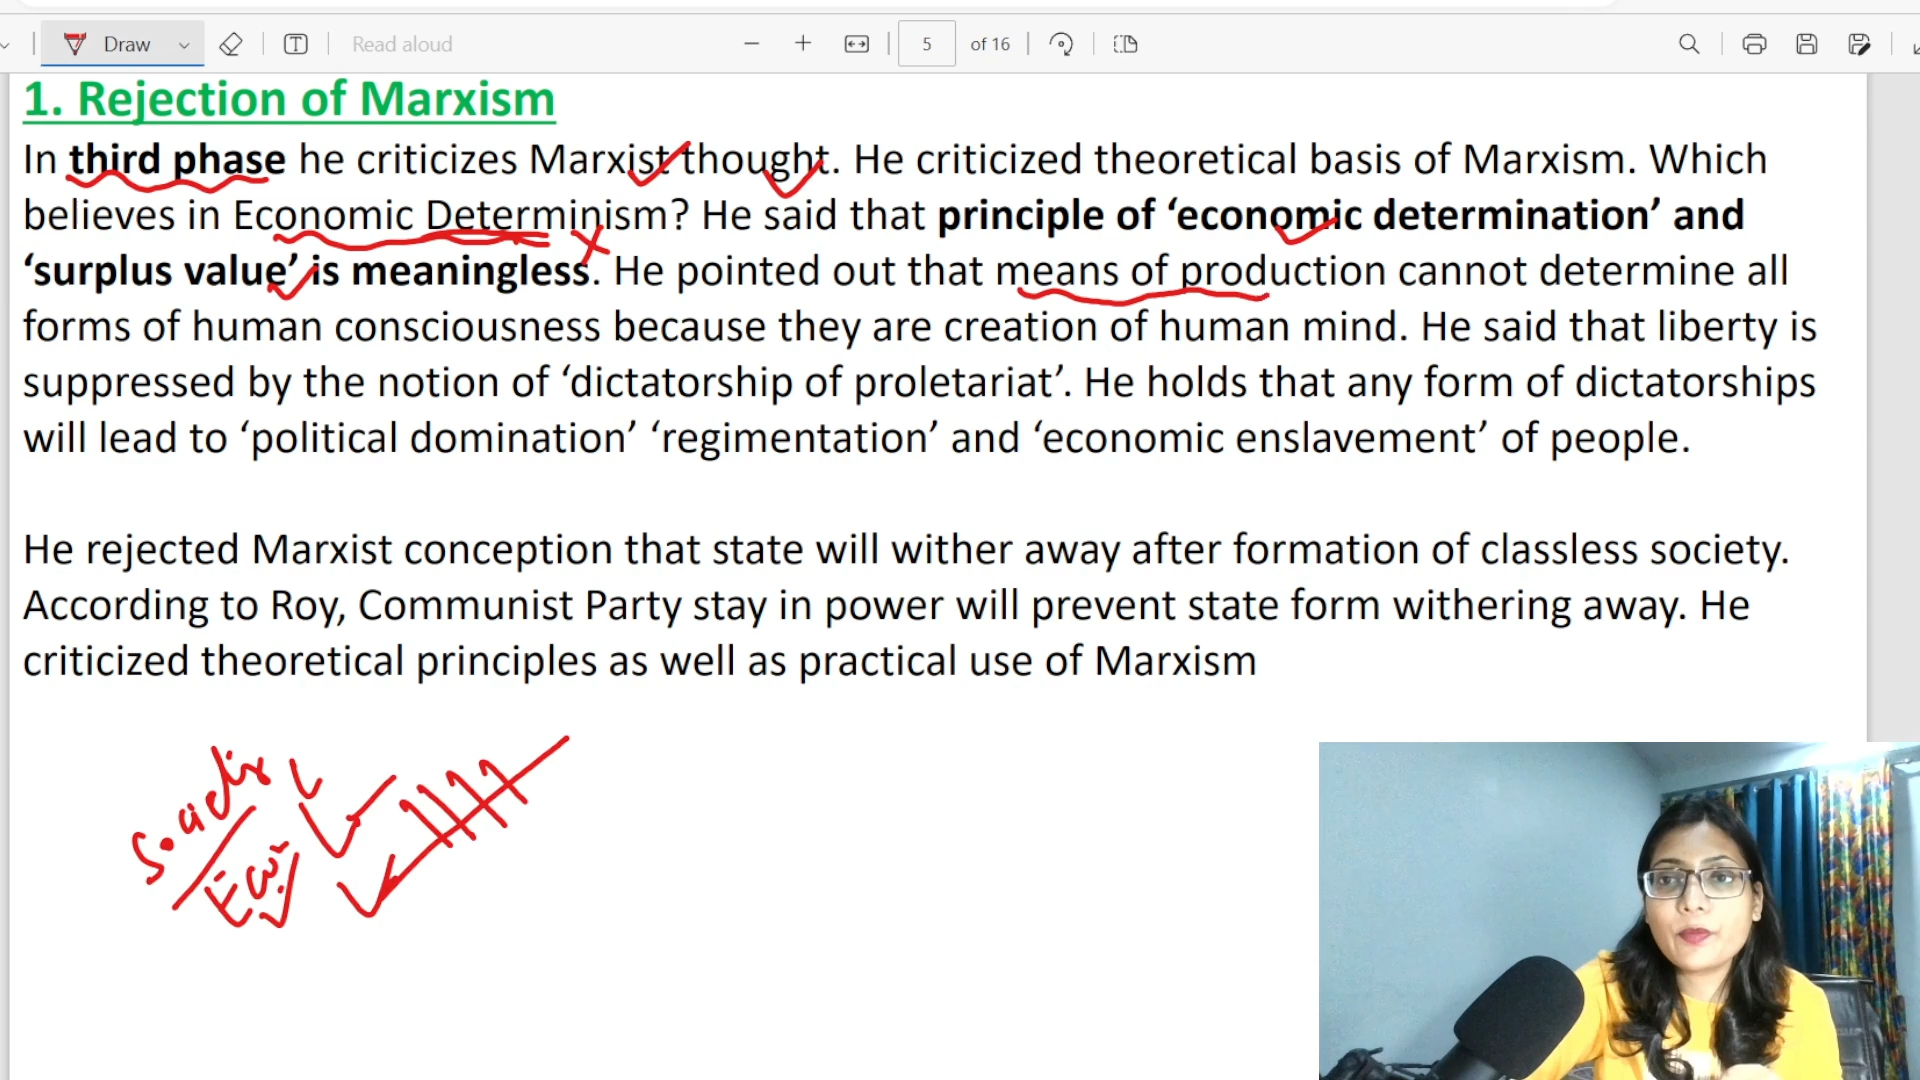 Draw
Read aloud
5 of 16
1. Rejection of Marxism
In third phase he criticizes Marxist thought. He criticized theoretical basis of Marxism. Which
believes in Economic Determinism? He said that principle of ‘economic determination’ and
‘surplus value’ is meaningless. He pointed out that means of production cannot determine all
forms of human consciousness because they are creation of human mind. He said that liberty is
suppressed by the notion of ‘dictatorship of proletariat’. He holds that any form of dictatorships
will lead to ‘political domination’ ‘regimentation’ and ‘economic enslavement’ of people.
He rejected Marxist conception that state will wither away after formation of classless society.
According to Roy, Communist Party stay in power will prevent state form withering away. He
criticized theoretical principles as well as practical use of Marxism